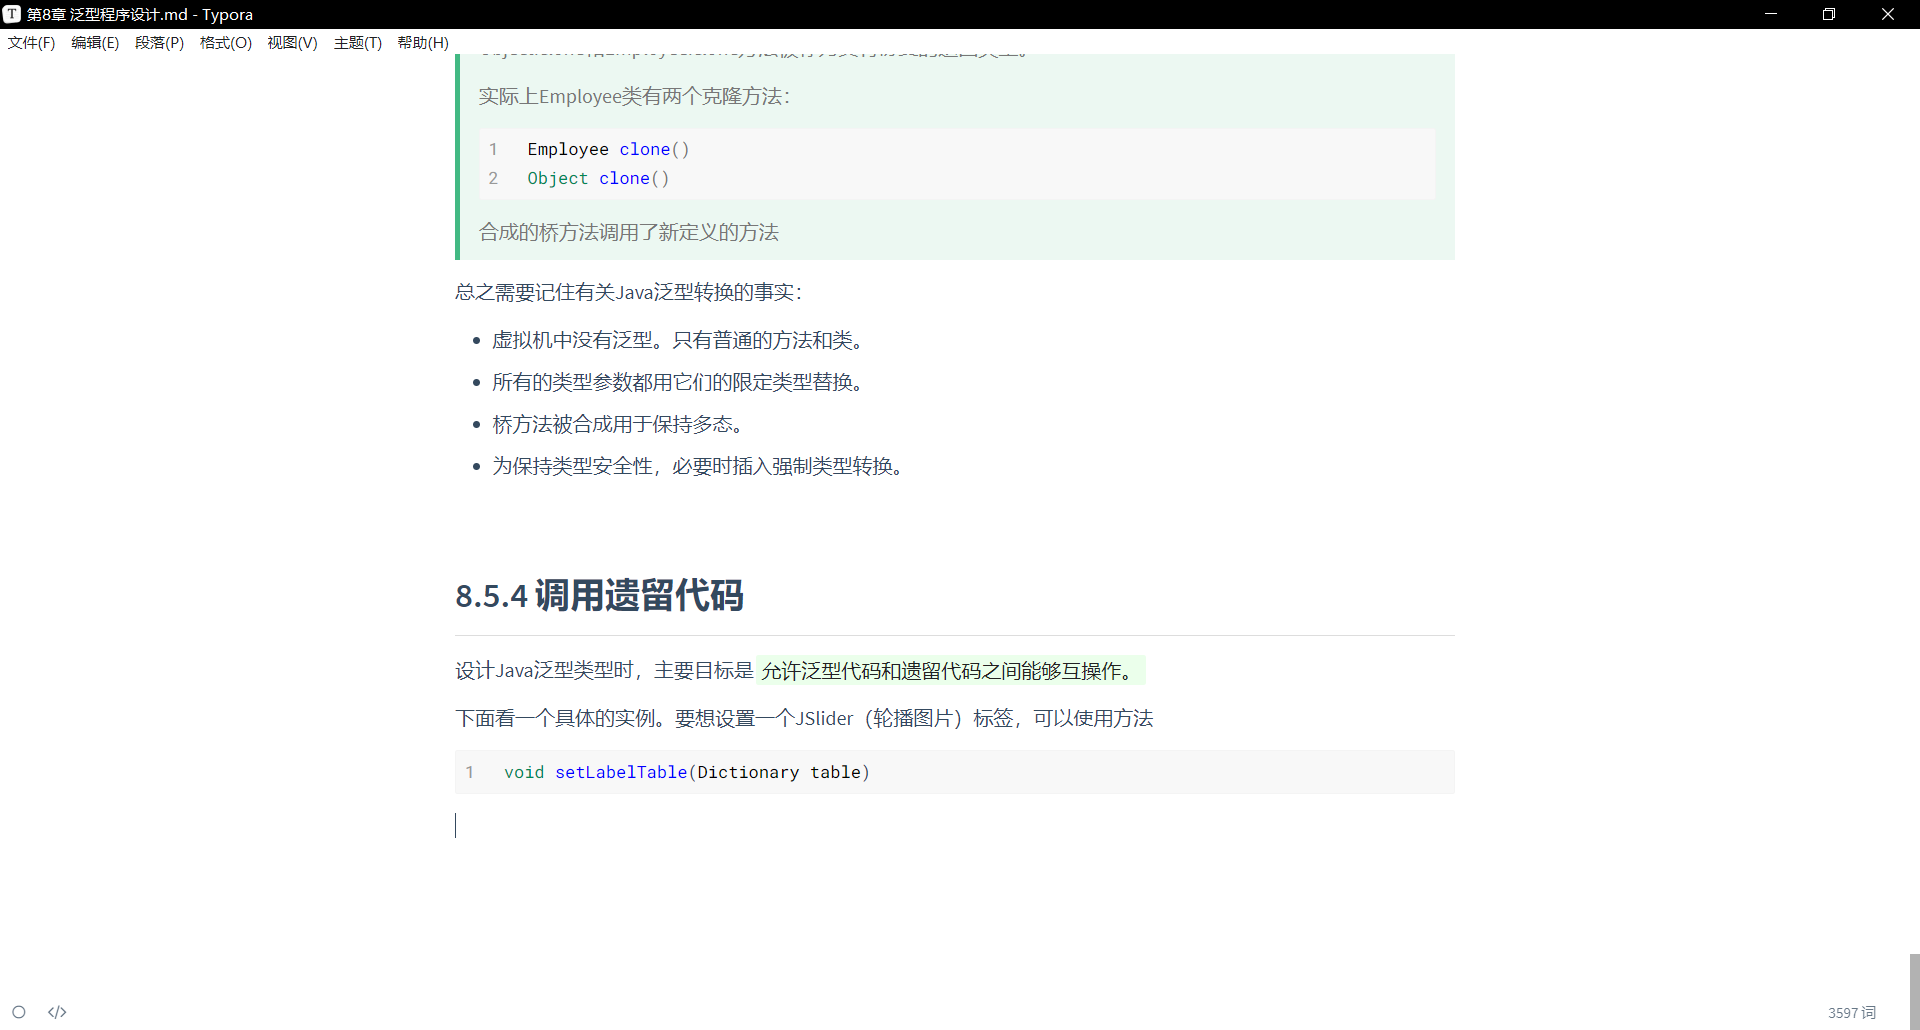 第8章 泛型程序设计.md - Typora
文件(F) 编辑(E) 段落(P) 格式(O) 视图(V) 主题(T) 帮助(H)
实际上Employee类有两个克隆方法：
1 Employee clone()
2 Object clone()
合成的桥方法调用了新定义的方法
总之需要记住有关Java泛型转换的事实：
• 虚拟机中没有泛型。只有普通的方法和类。
• 所有的类型参数都用它们的限定类型替换。
• 桥方法被合成用于保持多态。
• 为保持类型安全性，必要时插入强制类型转换。
8.5.4 调用遗留代码
设计Java泛型类型时，主要目标是 允许泛型代码和遗留代码之间能够互操作。
下面看一个具体的实例。要想设置一个JSlider（轮播图片）标签，可以使用方法
1 void setLabelTable(Dictionary table)
3597 词